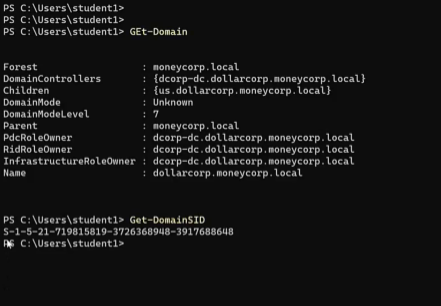 PS C:\Users\student1>
PS C:\Users\student1>
PS C:\Users\student1> GEt-Domain
Forest                  : moneycorp.local
DomainControllers       : {dcorp-dc.dollarcorp.moneycorp.local}
Children                : {us.dollarcorp.moneycorp.local}
DomainMode              : Unknown
DomainModeLevel         : 7
Parent                  : moneycorp.local
PdcRoleOwner            : dcorp-dc.dollarcorp.moneycorp.local
RidRoleOwner            : dcorp-dc.dollarcorp.moneycorp.local
InfrastructureRoleOwner : dcorp-dc.dollarcorp.moneycorp.local
Name                    : dollarcorp.moneycorp.local
PS C:\Users\student1> Get-DomainSID
S-1-5-21-719815819-3726368948-3917688648
PS C:\Users\student1>